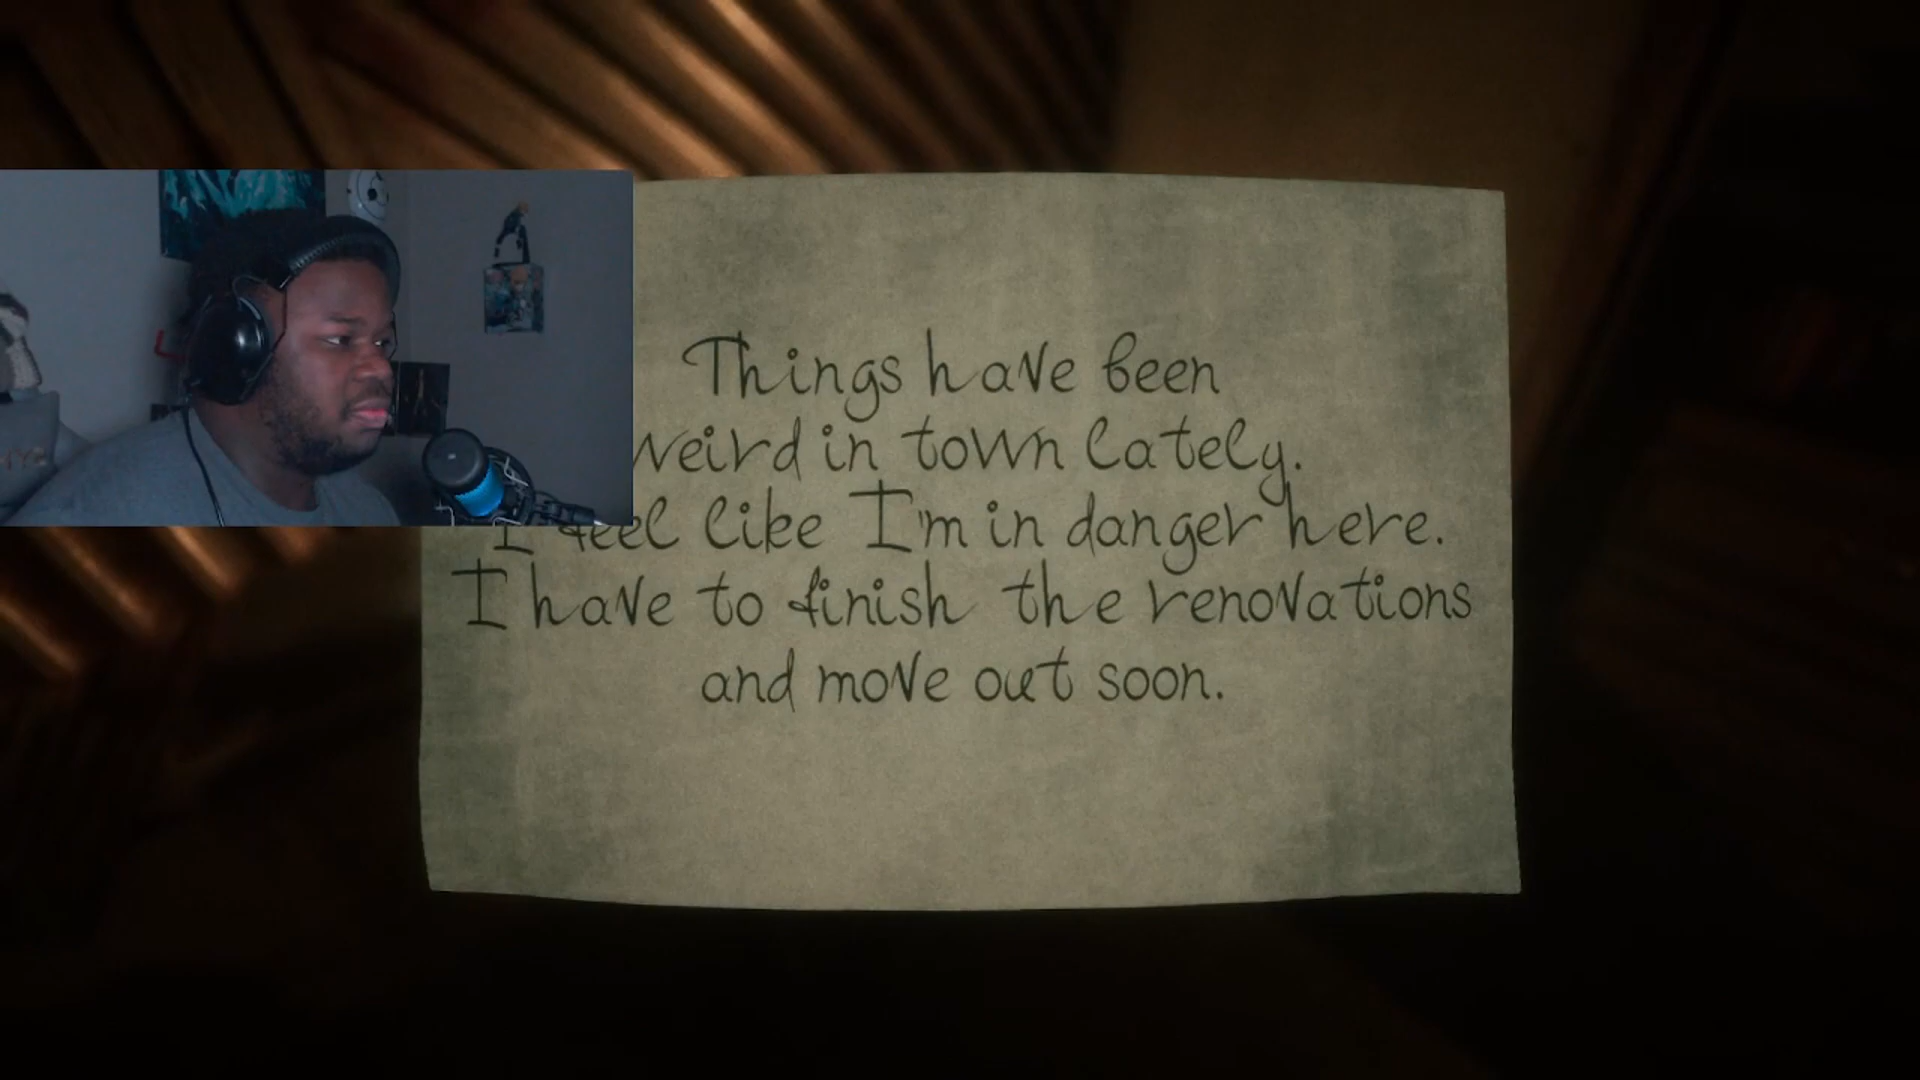 Things have been
weird in town lately.
I feel like I'm in danger here.
I have to finish the renovations
and move out soon.